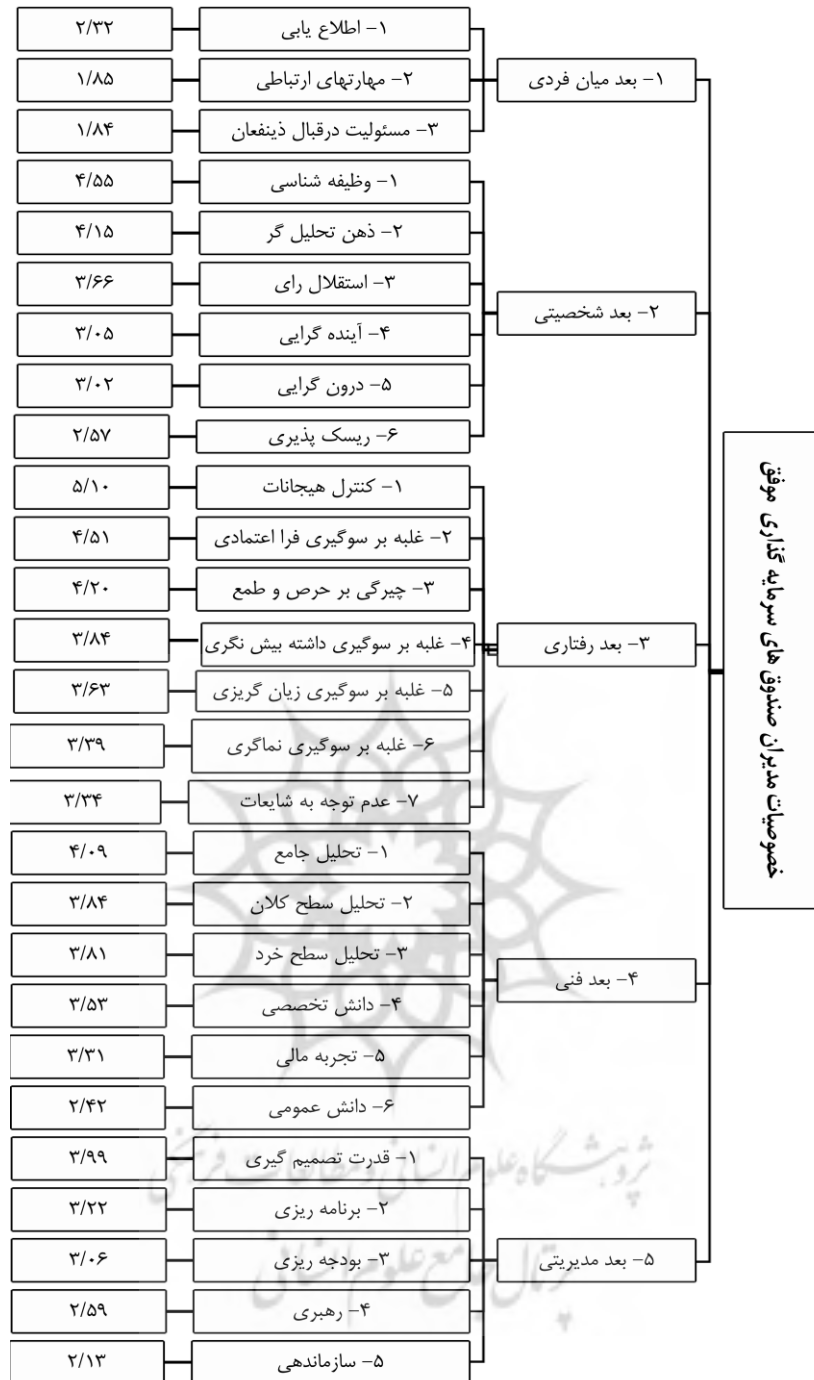 خصوصیات مدیران صندوق های سرمایه گذاری موفق
۱- بعد میان فردی
۱- اطلاع یابی
۲/۳۲
۲- مهارتهای ارتباطی
۱/۸۵
۳- مسئولیت درقبال ذینفعان
۱/۸۴
۲- بعد شخصیتی
۱- وظیفه شناسی
۴/۵۵
۲- ذهن تحلیل گر
۴/۱۵
۳- استقلال رای
۳/۶۶
۴- آینده گرایی
۳/۰۵
۵- درون گرایی
۳/۰۲
۶- ریسک پذیری
۲/۵۷
۳- بعد رفتاری
۱- کنترل هیجانات
۵/۱۰
۲- غلبه بر سوگیری فرا اعتمادی
۴/۵۱
۳- چیرگی بر حرص و طمع
۴/۲۰
۴- غلبه بر سوگیری داشته بیش نگری
۳/۸۴
۵- غلبه بر سوگیری زیان گریزی
۳/۶۳
۶- غلبه بر سوگیری نماگری
۳/۳۹
۷- عدم توجه به شایعات
۳/۳۴
۴- بعد فنی
۱- تحلیل جامع
۴/۰۹
۲- تحلیل سطح کلان
۳/۸۴
۳- تحلیل سطح خرد
۳/۸۱
۴- دانش تخصصی
۳/۵۳
۵- تجربه مالی
۳/۳۱
۶- دانش عمومی
۲/۴۲
۵- بعد مدیریتی
۱- قدرت تصمیم گیری
۳/۹۹
۲- برنامه ریزی
۳/۲۲
۳- بودجه ریزی
۳/۰۶
۴- رهبری
۲/۵۹
۵- سازماندهی
۲/۱۳
پژوهشگاه علوم انسانی و مطالعات فرهنگی
پرتال جامع علوم انسانی